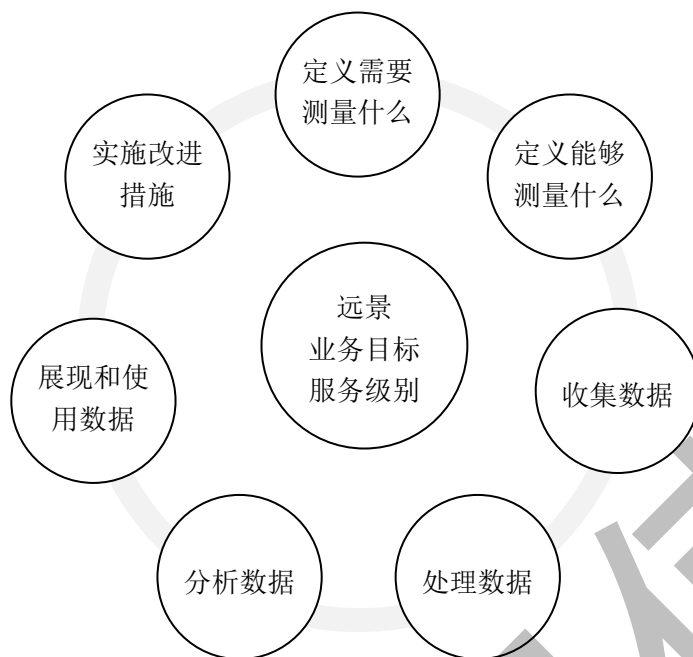 定义需要
测量什么
定义能够
测量什么
收集数据
处理数据
分析数据
展现和使
用数据
实施改进
措施
远景
业务目标
服务级别